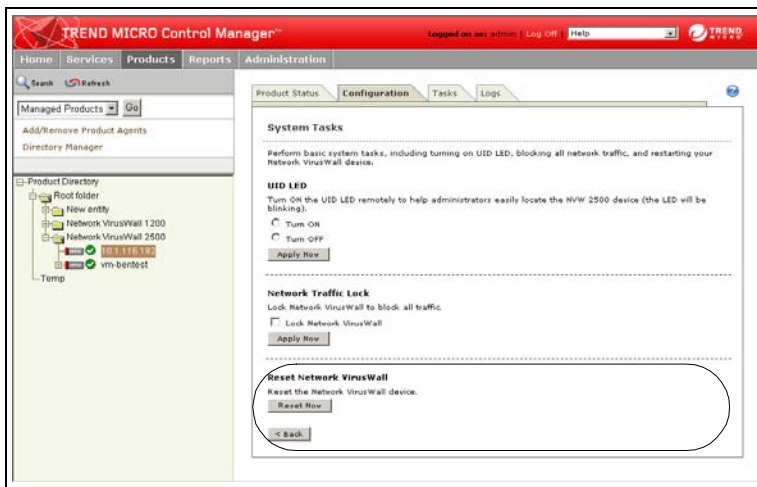 TREND MICRO Control Manager™
Logged on as: admin | Log Off | Help
TREND MICRO
Home Services Products Reports Administration
Search Refresh
Managed Products Go
Add/Remove Product Agents
Directory Manager
Product Directory
Root folder
New entity
Network VirusWall 1200
Network VirusWall 2500
10.1.116.192
vm-bentest
Temp
Product Status Configuration Tasks Logs
System Tasks
Perform basic system tasks, including turning on UID LED, blocking all network traffic, and restarting your
Network VirusWall device.
UID LED
Turn ON the UID LED remotely to help administrators easily locate the NVW 2500 device (the LED will be
blinking).
Turn ON
Turn OFF
Apply Now
Network Traffic Lock
Lock Network VirusWall to block all traffic.
Lock Network VirusWall
Apply Now
Reset Network VirusWall
Reset the Network VirusWall device.
Reset Now
< Back